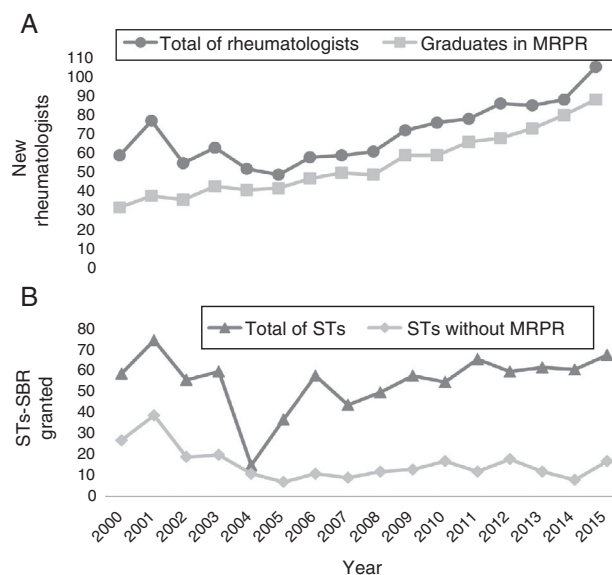 A
Total of rheumatologists
Graduates in MRPR
New
rheumatologists
110
100
90
80
70
60
50
40
30
20
10
0
B
Total of STs
STs without MRPR
STs-SBR
granted
80
70
60
50
40
30
20
10
0
2000 2001 2002 2003 2004 2005 2006 2007 2008 2009 2010 2011 2012 2013 2014 2015
Year